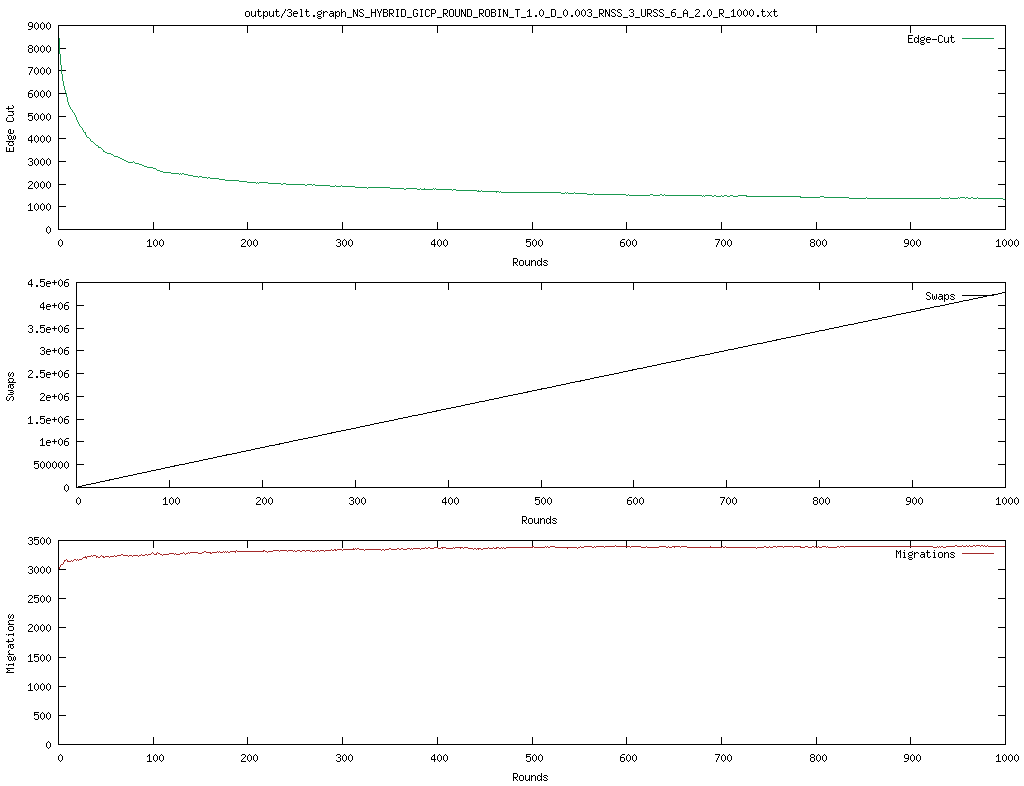 output/3elt.graph_NS_HYBRID_GICP_ROUND_ROBIN_T_1.0_D_0.003_RNSS_3_URSS_6_A_2.0_R_1000.txt
9000
8000
7000
6000
5000
4000
3000
2000
1000
0
Edge Cut
Edge-Cut
0 100 200 300 400 500 600 700 800 900 1000
Rounds
4.5e+06
4e+06
3.5e+06
3e+06
2.5e+06
2e+06
1.5e+06
1e+06
500000
0
Swaps
Swaps
0 100 200 300 400 500 600 700 800 900 1000
Rounds
3500
3000
2500
2000
1500
1000
500
0
Migrations
Migrations
0 100 200 300 400 500 600 700 800 900 1000
Rounds